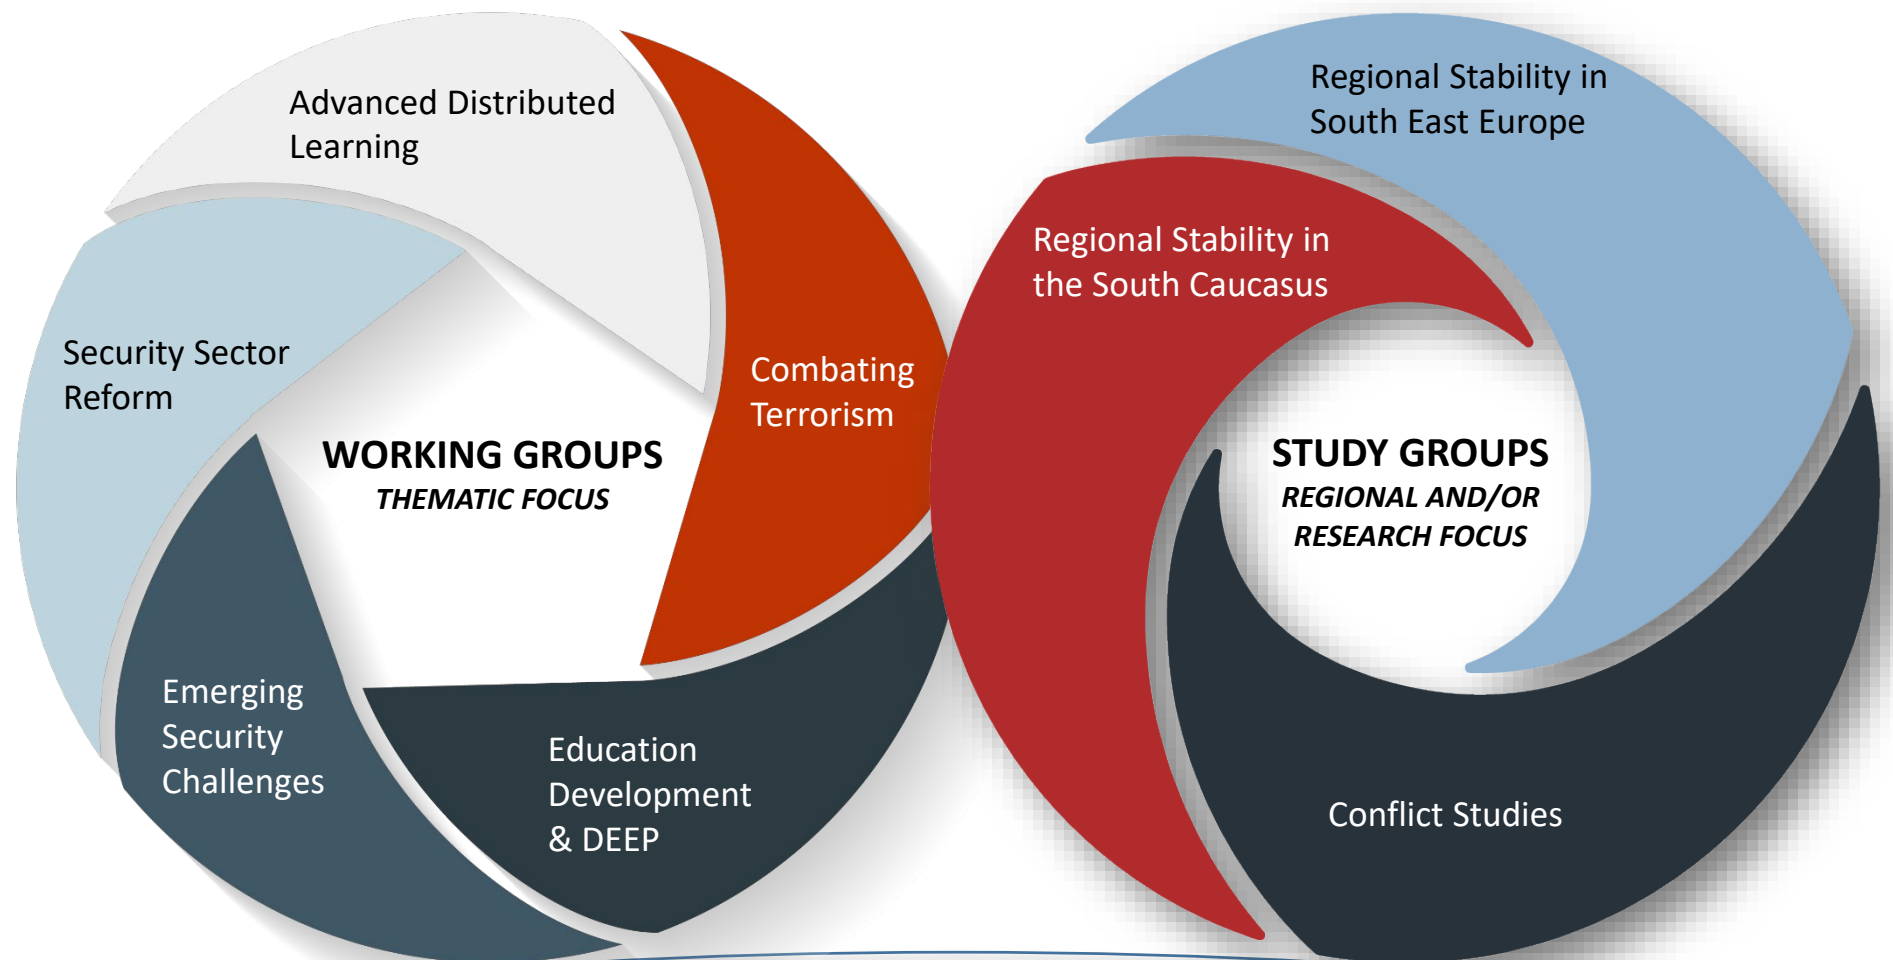 Advanced Distributed
Learning
Security Sector
Reform
Combating
Terrorism
WORKING GROUPS
THEMATIC FOCUS
Emerging
Security
Challenges
Education
Development
& DEEP
Regional Stability in
South East Europe
Regional Stability in
the South Caucasus
STUDY GROUPS
REGIONAL AND/OR
RESEARCH FOCUS
Conflict Studies